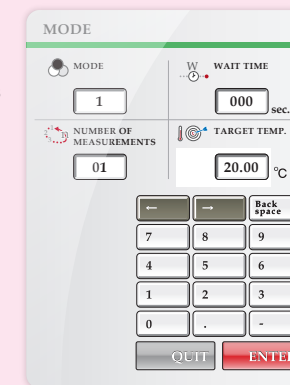 MODE
MODE
1
W
WAIT TIME
000 sec.
NUMBER OF
MEASUREMENTS
01
TARGET TEMP.
20.00 °C
← → Back
space
7 8 9
4 5 6
1 2 3
0 . -
QUIT